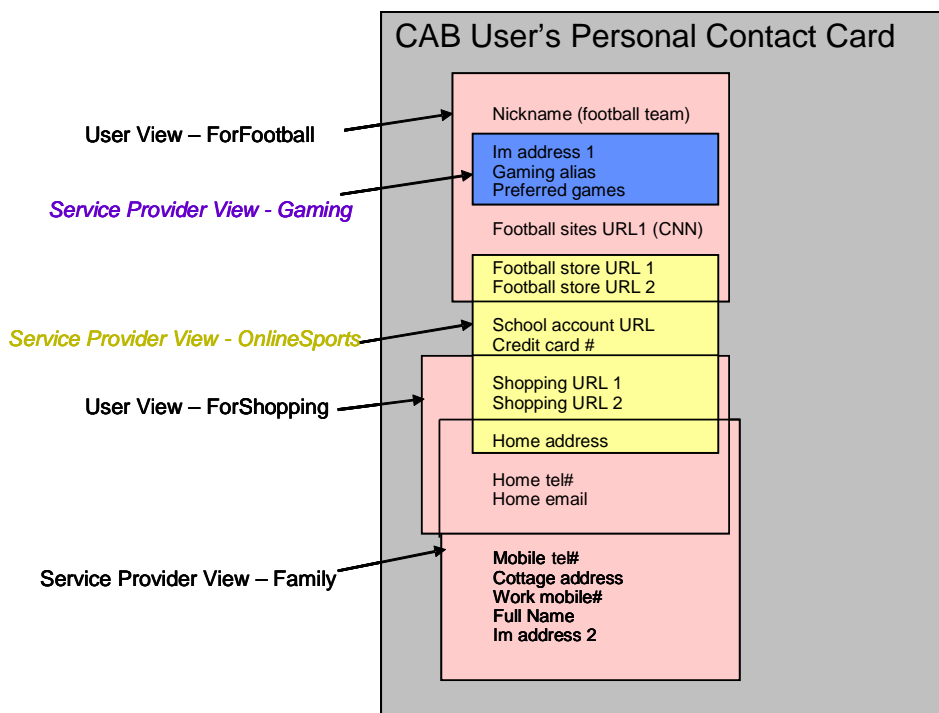 CAB User's Personal Contact Card
Nickname (football team)
User View – ForFootball
Im address 1
Gaming alias
Preferred games
Service Provider View - Gaming
Football sites URL1 (CNN)
Football store URL 1
Football store URL 2
School account URL
Service Provider View - OnlineSports
Credit card #
Shopping URL 1
Shopping URL 2
User View – ForShopping
Home address
Home tel#
Home email
Mobile tel#
Service Provider View – Family
Cottage address
Work mobile#
Full Name
Im address 2